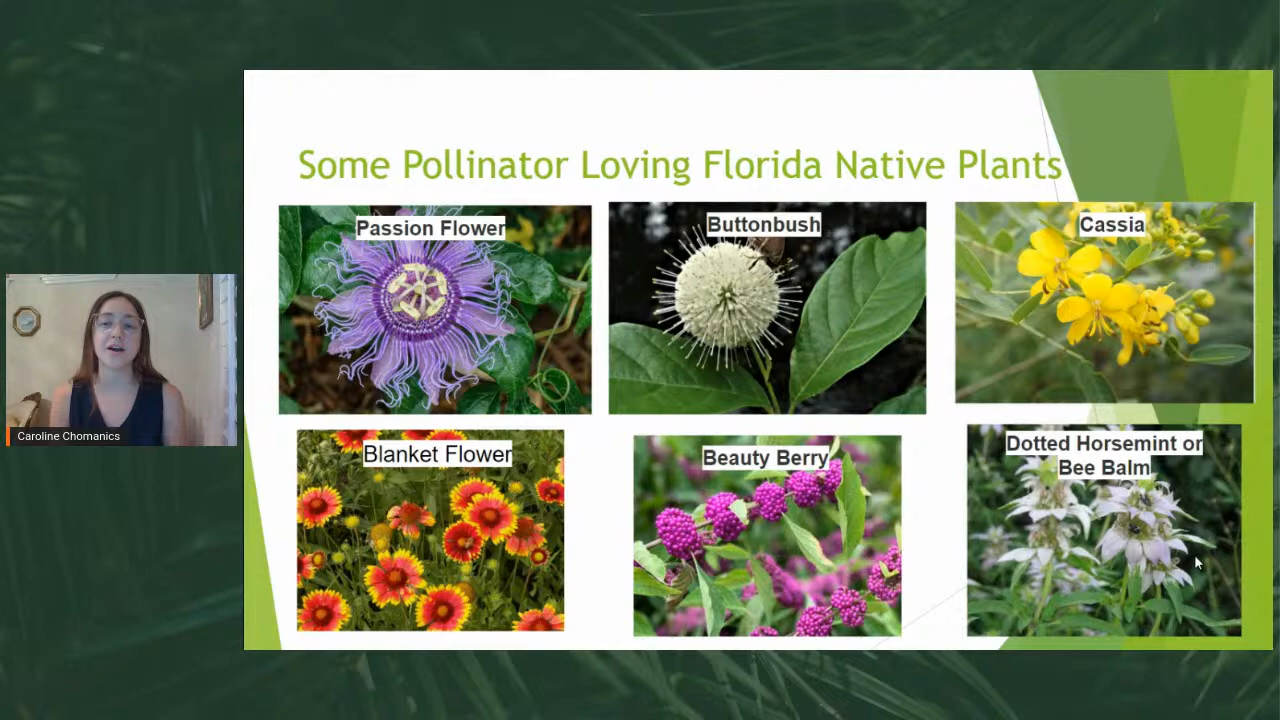 Some Pollinator Loving Florida Native Plants
Passion Flower
Buttonbush
Cassia
Blanket Flower
Beauty Berry
Dotted Horsemint or
Bee Balm
Caroline Chomanics